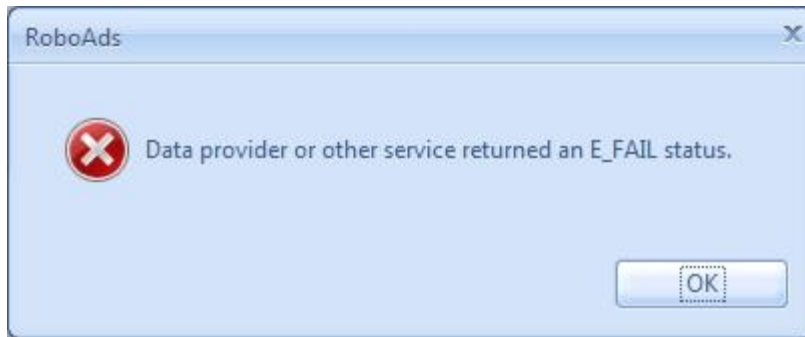 RoboAds
Data provider or other service returned an E_FAIL status.
OK